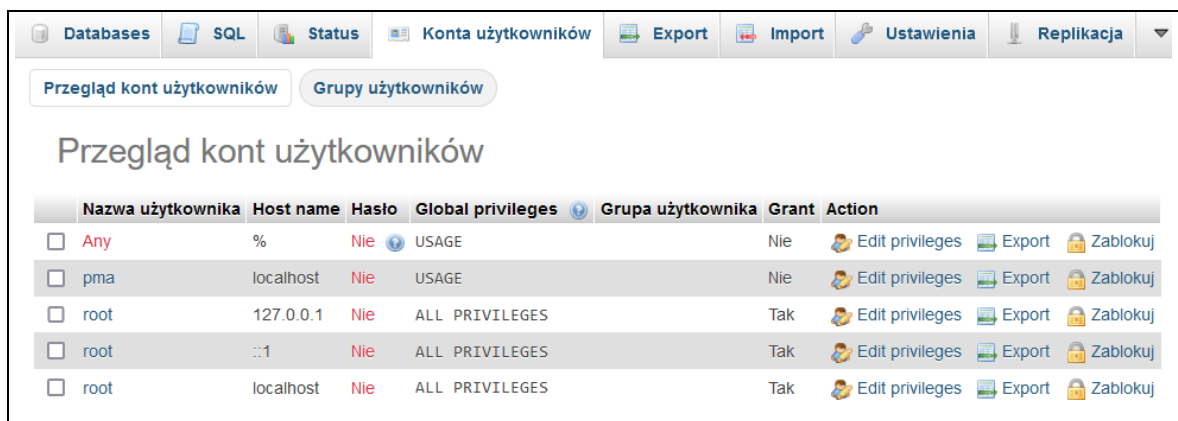 Databases SQL Status Konta użytkowników Export Import Ustawienia Replikacja
Przegląd kont użytkowników Grupy użytkowników
Przegląd kont użytkowników
Nazwa użytkownika Host name Hasło Global privileges Grupa użytkownika Grant Action
Any % Nie USAGE Nie Edit privileges Export Zablokuj
pma localhost Nie USAGE Nie Edit privileges Export Zablokuj
root 127.0.0.1 Nie ALL PRIVILEGES Tak Edit privileges Export Zablokuj
root ::1 Nie ALL PRIVILEGES Tak Edit privileges Export Zablokuj
root localhost Nie ALL PRIVILEGES Tak Edit privileges Export Zablokuj